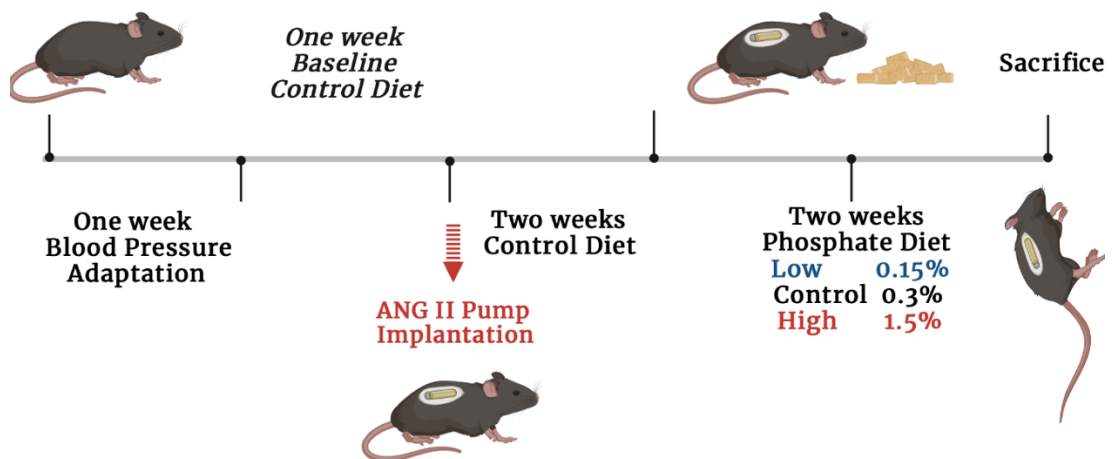 One week
Baseline
Control Diet
Sacrifice
One week
Blood Pressure
Adaptation
Two weeks
Control Diet
Two weeks
Phosphate Diet
Low 0.15%
Control 0.3%
High 1.5%
ANG II Pump
Implantation